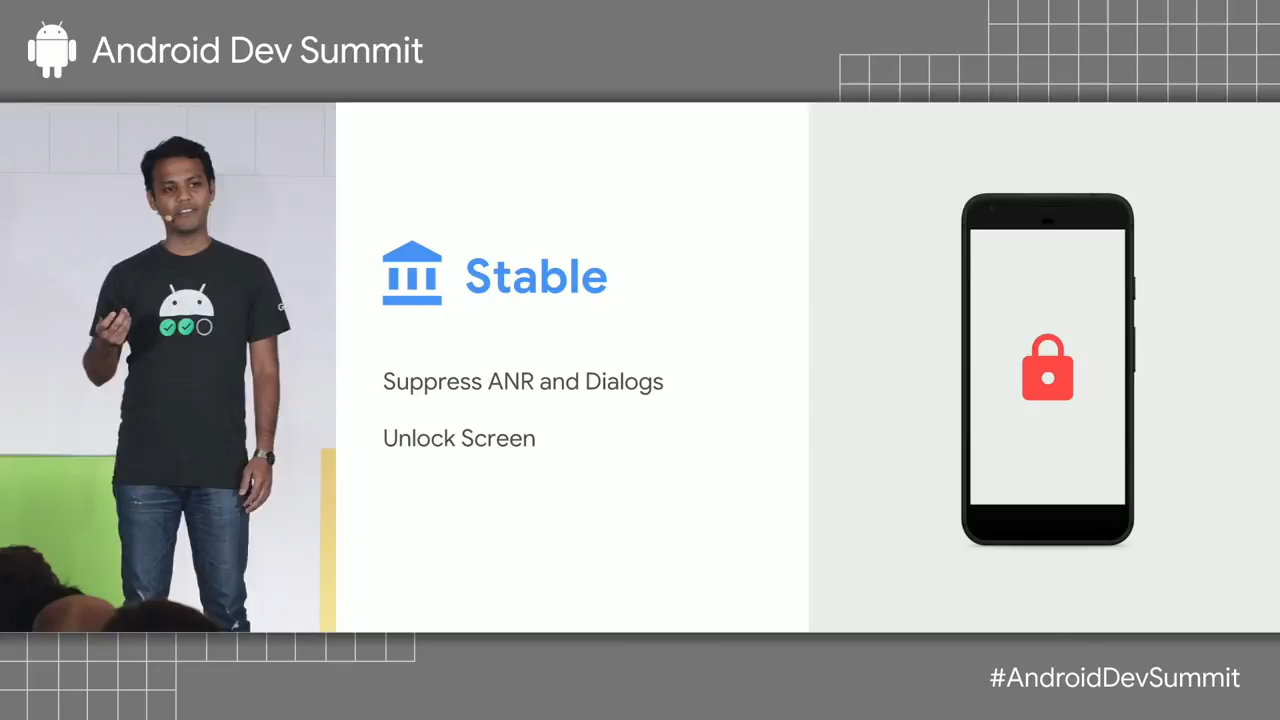 Android Dev Summit
Stable
Suppress ANR and Dialogs
Unlock Screen
#AndroidDevSummit